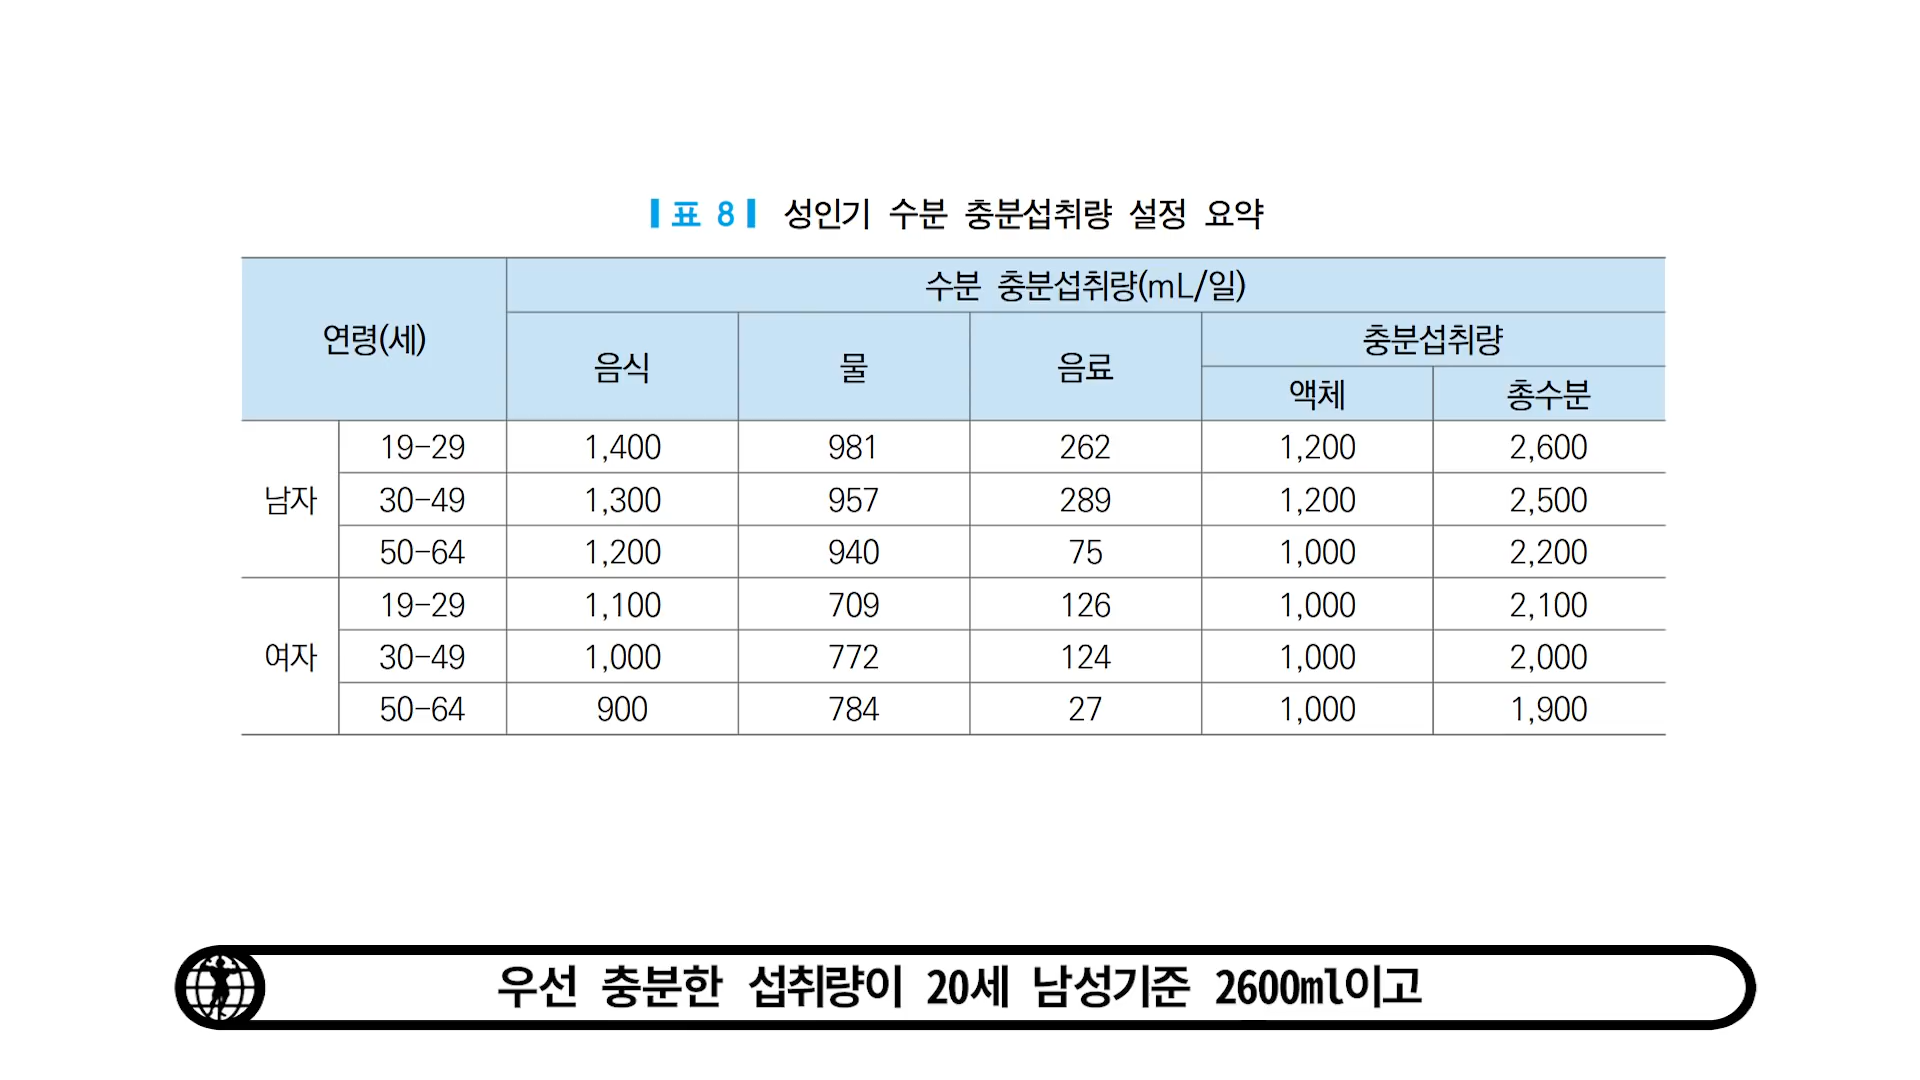 표 8 성인기 수분 충분섭취량 설정 요약
연령(세) 수분 충분섭취량(mL/일)
음식 물 음료 충분섭취량
액체 총수분
남자 19-29 1,400 981 262 1,200 2,600
30-49 1,300 957 289 1,200 2,500
50-64 1,200 940 75 1,000 2,200
여자 19-29 1,100 709 126 1,000 2,100
30-49 1,000 772 124 1,000 2,000
50-64 900 784 27 1,000 1,900
우선 충분한 섭취량이 20세 남성기준 2600ml이고